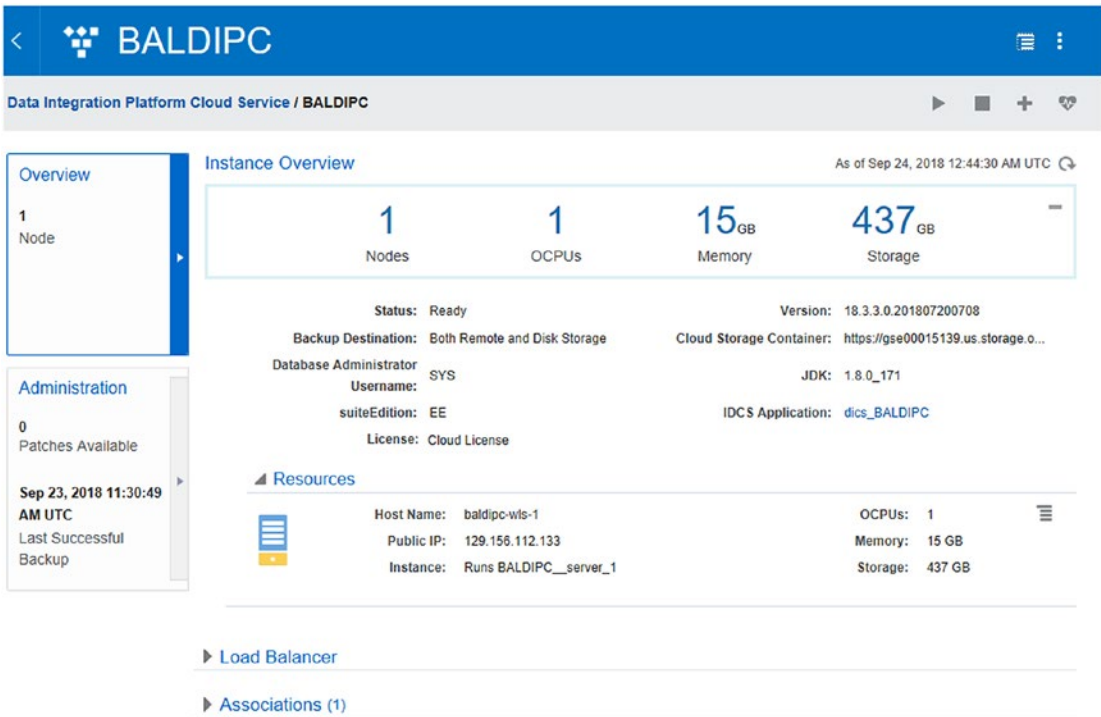 BALDIPC
Data Integration Platform Cloud Service / BALDIPC
Overview
1
Node
Administration
0
Patches Available
Sep 23, 2018 11:30:49
AM UTC
Last Successful
Backup
Instance Overview
As of Sep 24, 2018 12:44:30 AM UTC
1
Nodes
1
OCPUs
15 GB
Memory
437 GB
Storage
Status: Ready
Backup Destination: Both Remote and Disk Storage
Database Administrator
Username: SYS
suiteEdition: EE
License: Cloud License
Version: 18.3.3.0.201807200708
Cloud Storage Container: https://gse00015139.us.storage.o...
JDK: 1.8.0_171
IDCS Application: dics_BALDIPC
Resources
Host Name: baldipc-wls-1
Public IP: 129.156.112.133
Instance: Runs BALDIPC__server_1
OCPUs: 1
Memory: 15 GB
Storage: 437 GB
Load Balancer
Associations (1)